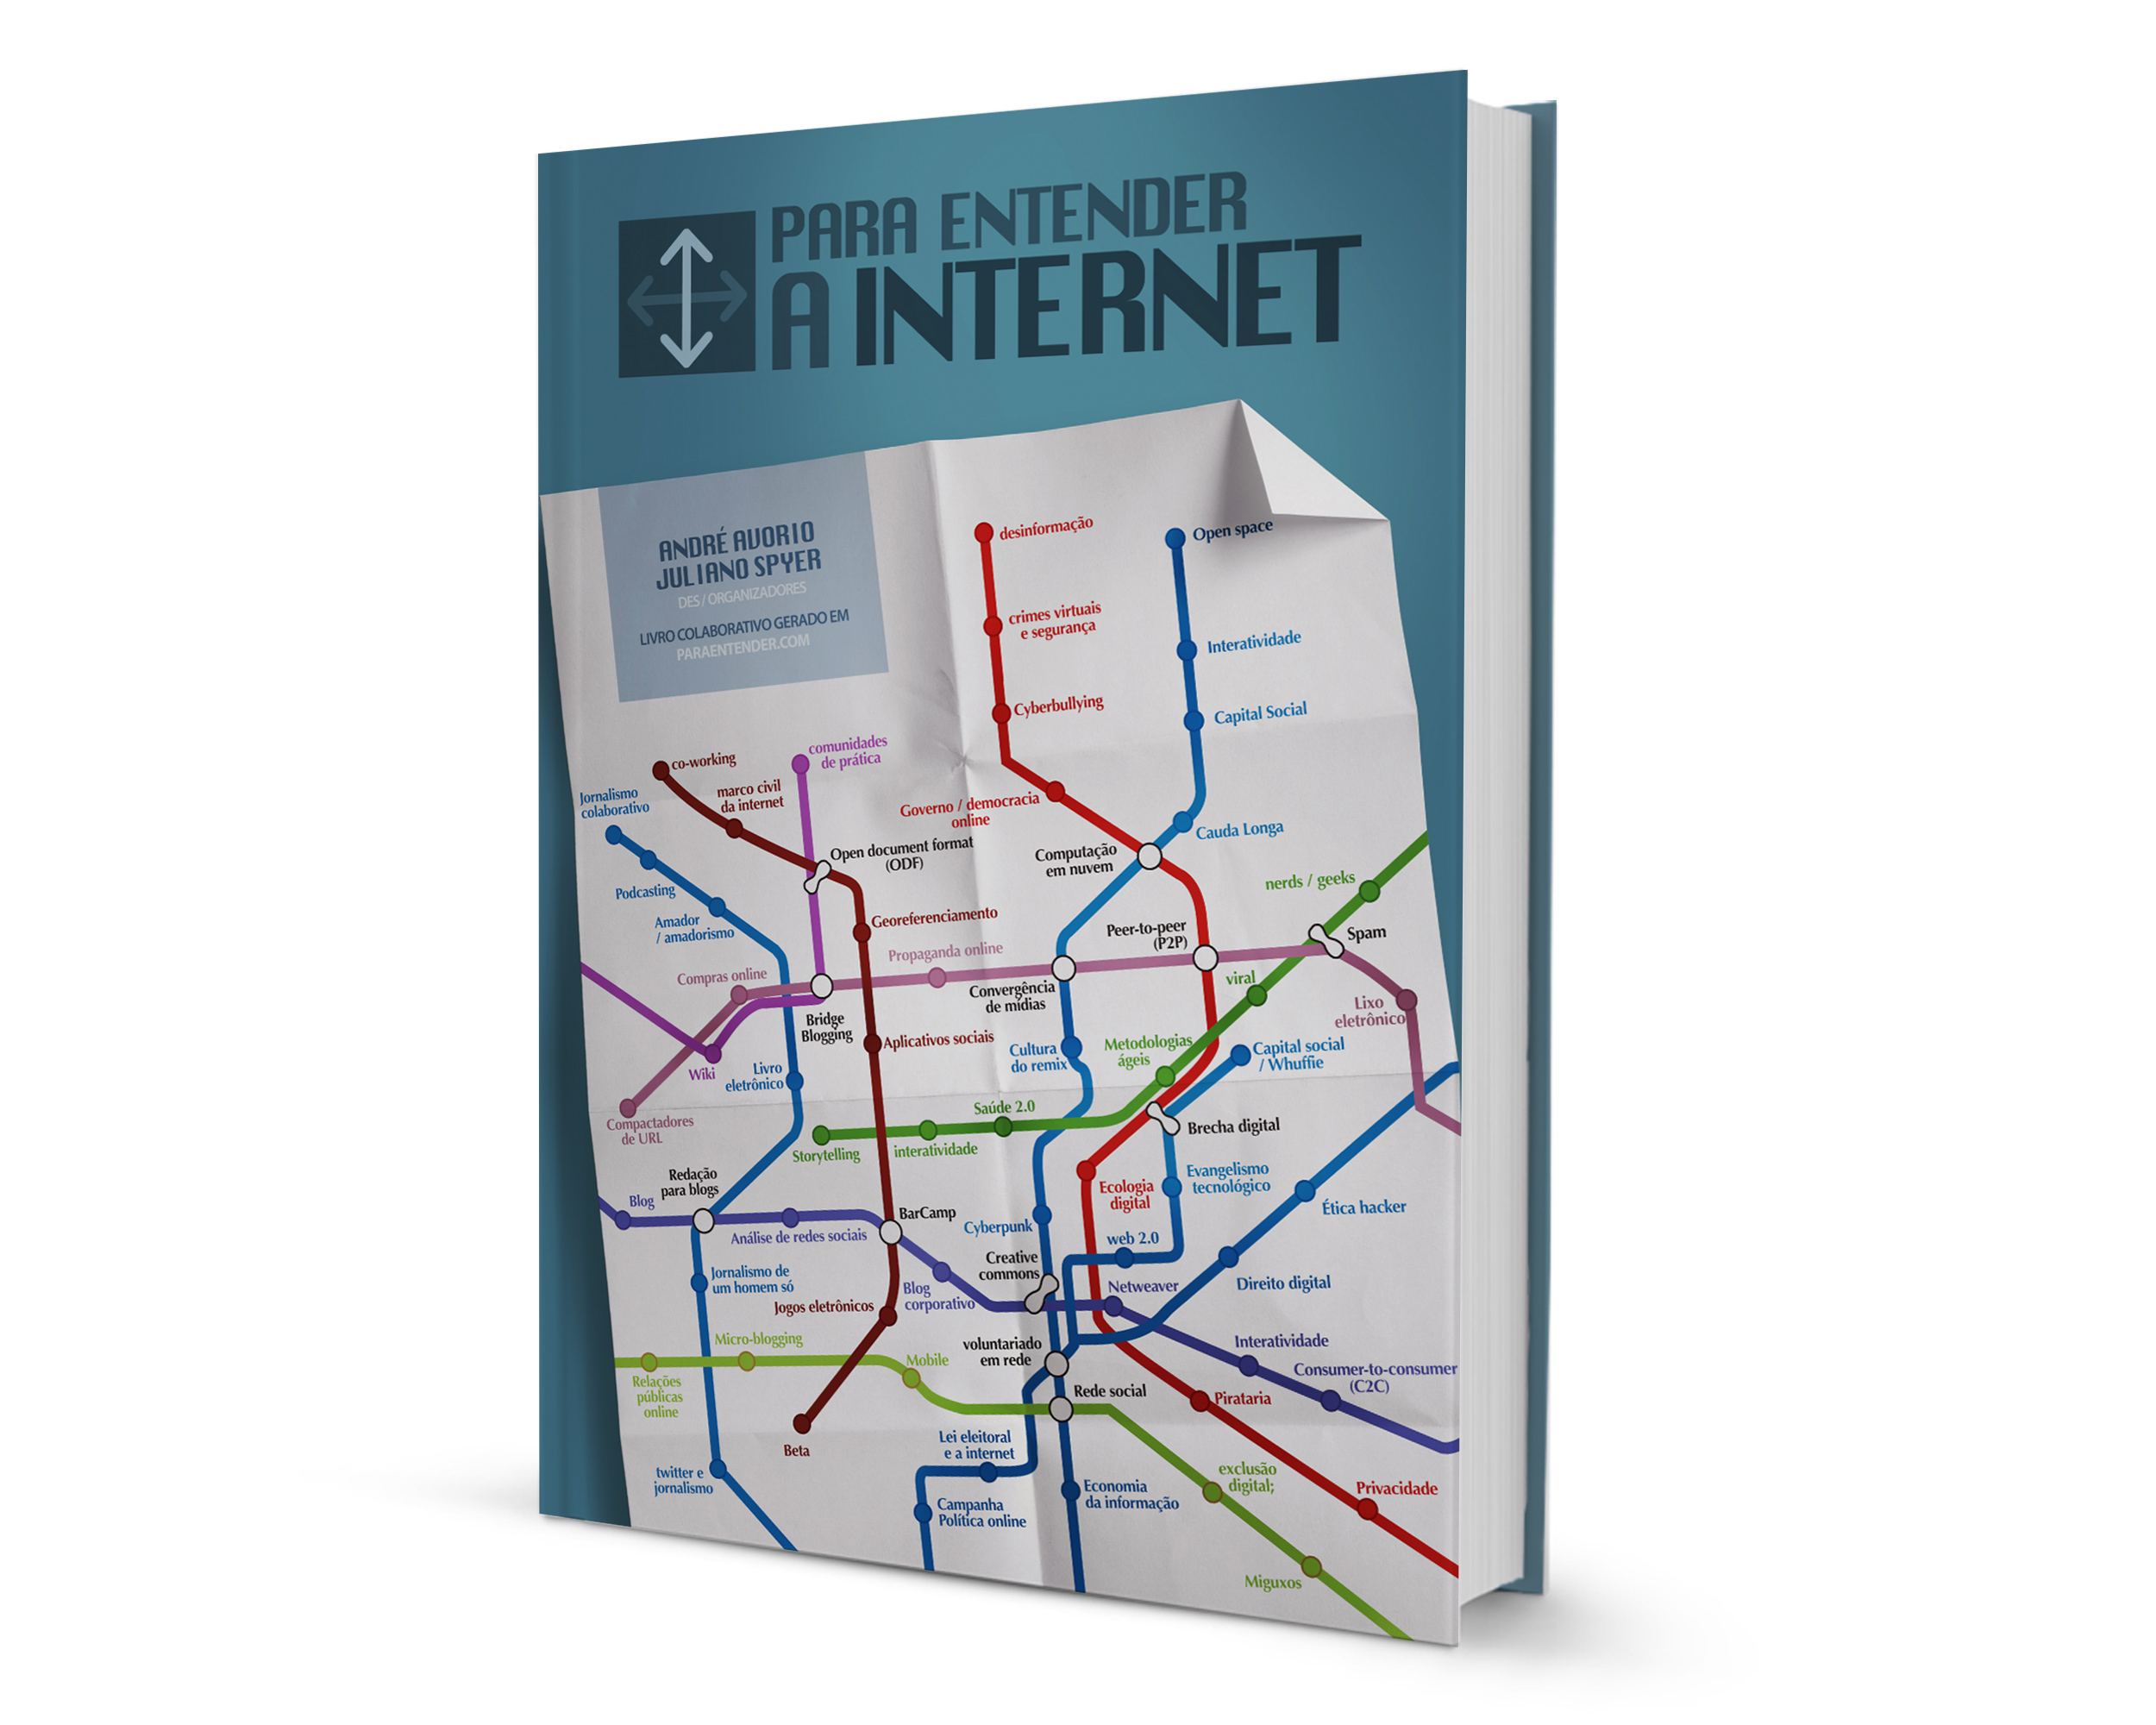 PARA ENTENDER
A INTERNET
ANDRÉ AVORIO
JULIANO SPYER
DES / ORGANIZADORES
LIVRO COLABORATIVO GERADO EM
PARAENTENDER.COM
desinformação
Open space
crimes virtuais
e segurança
Interatividade
Cyberbullying
Capital Social
co-working
comunidades
de prática
Jornalismo
colaborativo
marco civil
da internet
Governo / democracia
online
Cauda Longa
Open document format
(ODF)
Computação
em nuvem
Podcasting
nerds / geeks
Amador
/ amadorismo
Georeferenciamento
Peer-to-peer
(P2P)
Spam
Propaganda online
Compras online
Convergência
de mídias
viral
Lixo
eletrônico
Bridge
Blogging
Aplicativos sociais
Cultura
do remix
Metodologias
ágeis
Capital social
/ Whuffie
Wiki
Livro
eletrônico
Compactadores
de URL
Saúde 2.0
Storytelling
interatividade
Brecha digital
Redação
para blogs
Evangelismo
tecnológico
Ecologia
digital
Blog
BarCamp
Ética hacker
Análise de redes sociais
Cyberpunk
web 2.0
Creative
commons
Jornalismo de
um homem só
Blog
corporativo
Netweaver
Direito digital
Jogos eletrônicos
Micro-blogging
voluntariado
em rede
Interatividade
Mobile
Consumer-to-consumer
(C2C)
Relações
públicas
online
Rede social
Pirataria
Beta
Lei eleitoral
e a internet
twitter e
jornalismo
exclusão
digital;
Economia
da informação
Privacidade
Campanha
Política online
Miguxos